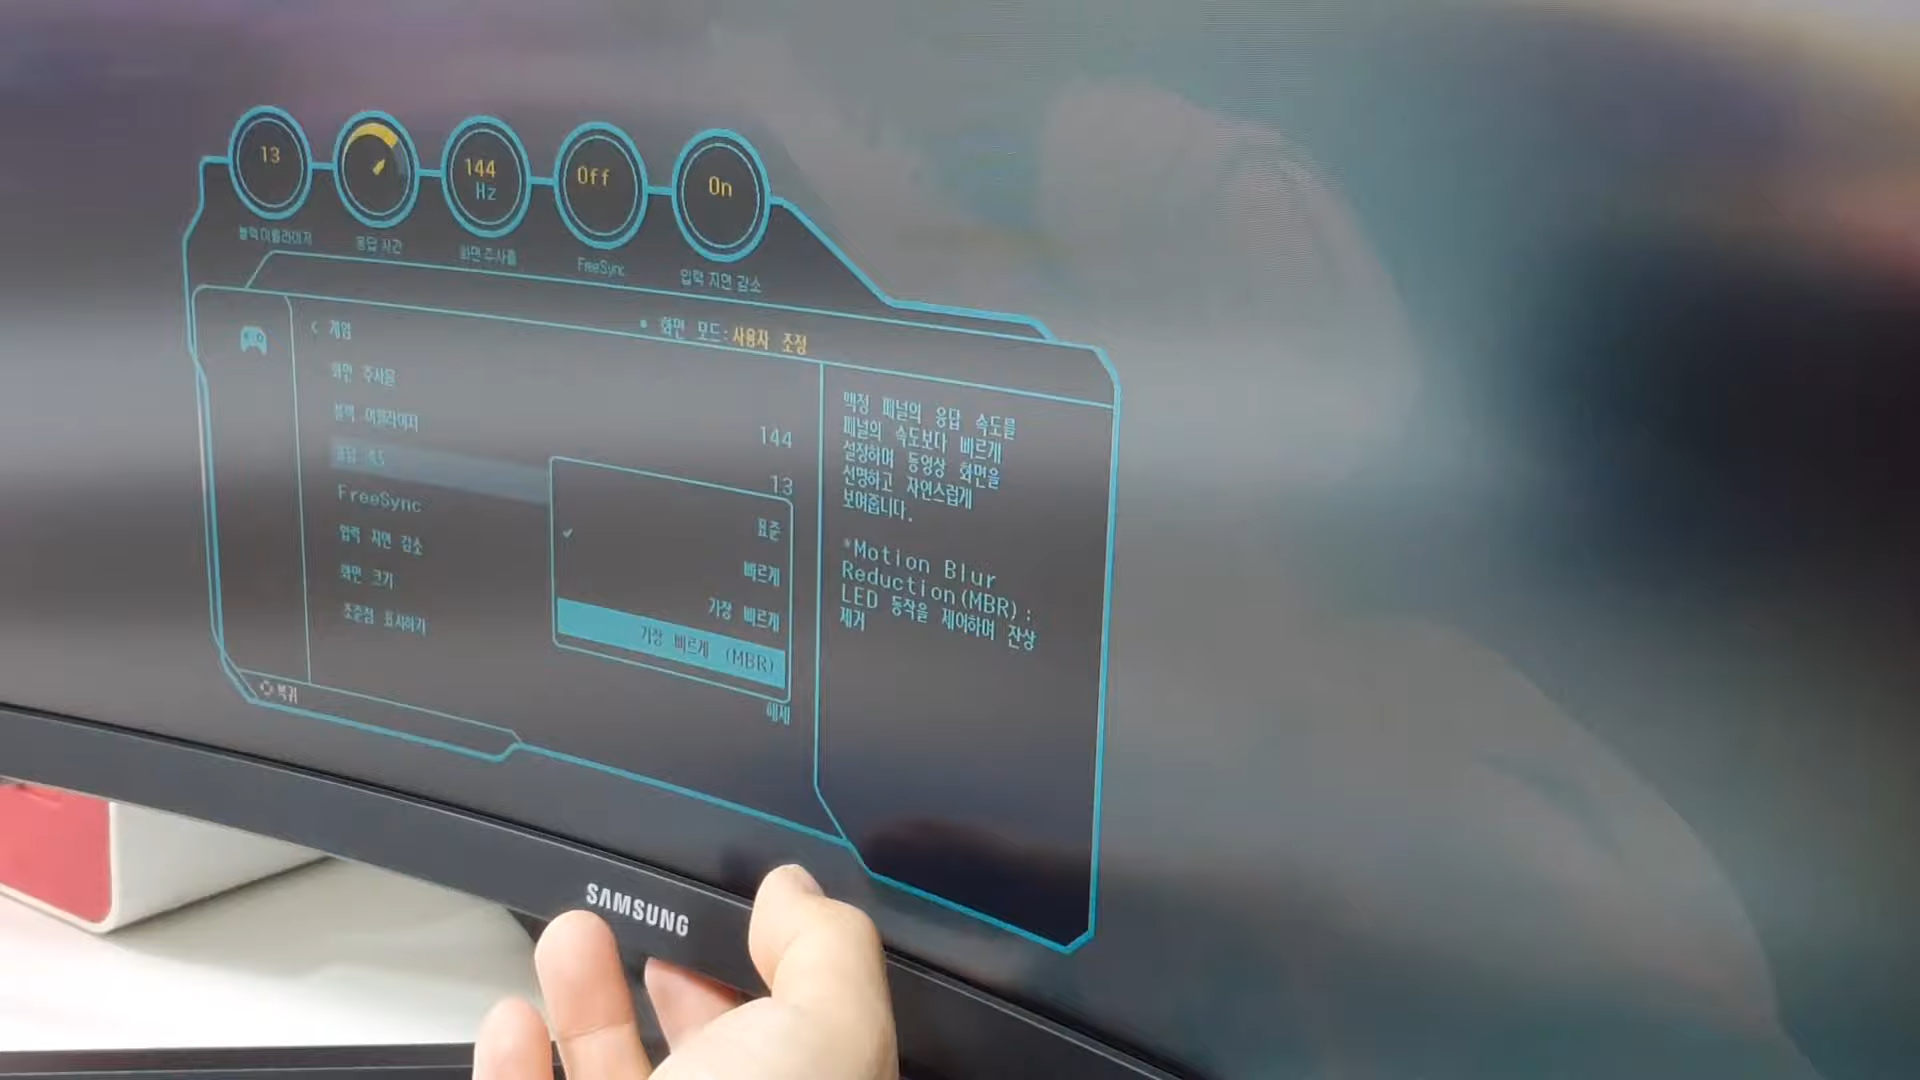 13
144
Hz
Off
On
블랙 이퀄라이저
응답 시간
화면 주사율
FreeSync
입력 지연 감소
게임
화면 모드:사용자 조정
화면 주사율
144
블랙 이퀄라이저
13
응답
FreeSync
입력 지연 감소
화면 크기
조준점 표시하기
해제
표준
빠르게
가장 빠르게
가장 빠르게 (MBR)
액정 패널의 응답 속도를
패널의 속도보다 빠르게
설정하여 동영상 화면을
선명하고 자연스럽게
보여줍니다.
*Motion Blur
Reduction(MBR):
LED 동작을 제어하여 잔상
제거
복귀
SAMSUNG